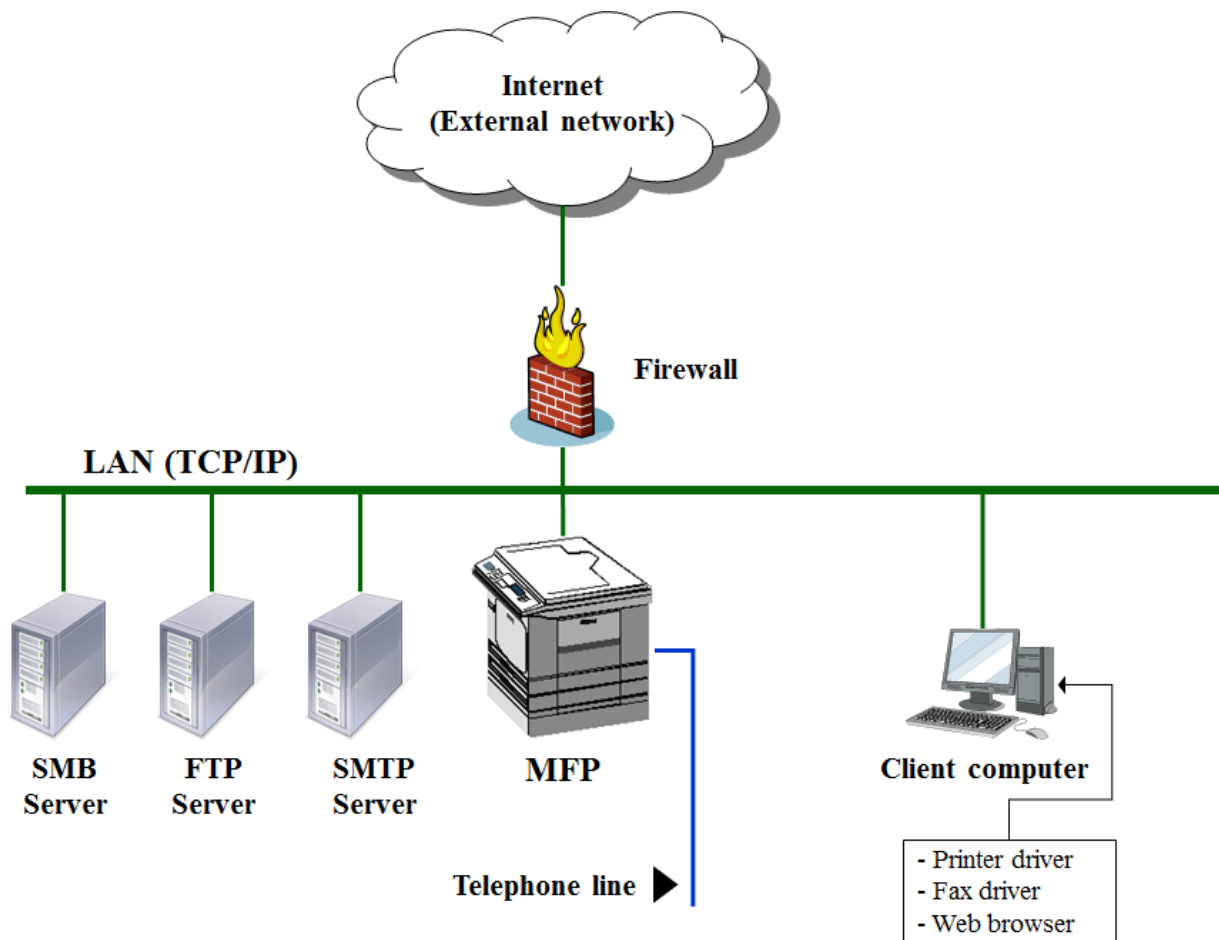 Internet
(External network)
Firewall
LAN (TCP/IP)
SMB
Server
FTP
Server
SMTP
Server
MFP
Client computer
Telephone line
- Printer driver
- Fax driver
- Web browser